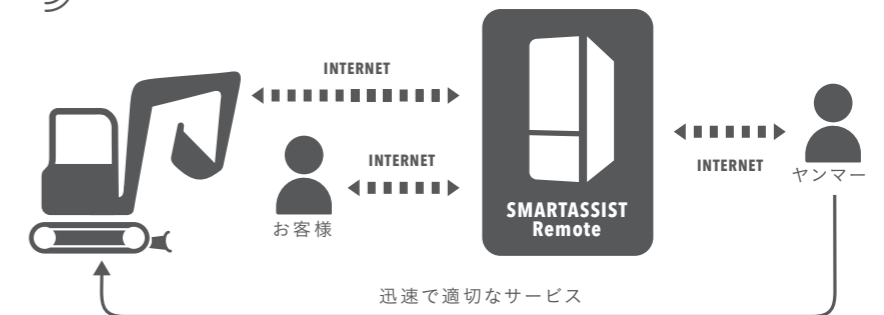 INTERNET
INTERNET
お客様
SMARTASSIST
Remote
INTERNET
ヤンマー
迅速で適切なサービス